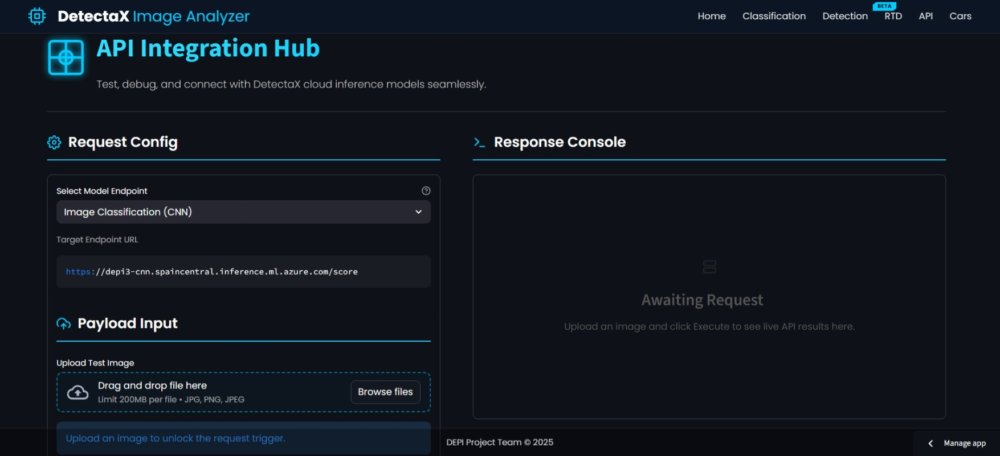 DetectaX Image Analyzer
Home
Classification
Detection
BETA
RTD
API
Cars
API Integration Hub
Test, debug, and connect with DetectaX cloud inference models seamlessly.
Request Config
Select Model Endpoint
Image Classification (CNN)
Target Endpoint URL
https://depi3-cnn.spaincentral.inference.ml.azure.com/score
Payload Input
Upload Test Image
Drag and drop file here
Limit 200MB per file • JPG, PNG, JPEG
Browse files
Upload an image to unlock the request trigger.
>_ Response Console
Awaiting Request
Upload an image and click Execute to see live API results here.
DEPI Project Team © 2025
Manage app